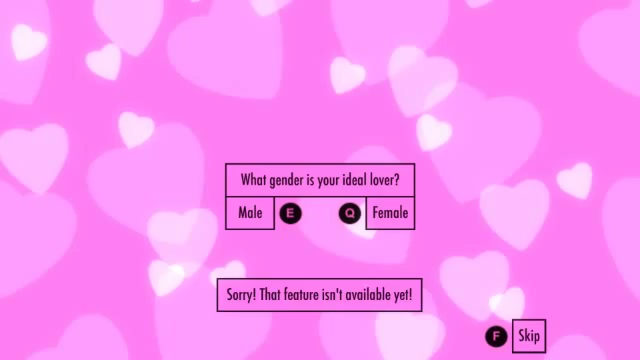 What gender is your ideal lover?
Male E Q Female
Sorry! That feature isn't available yet!
F Skip